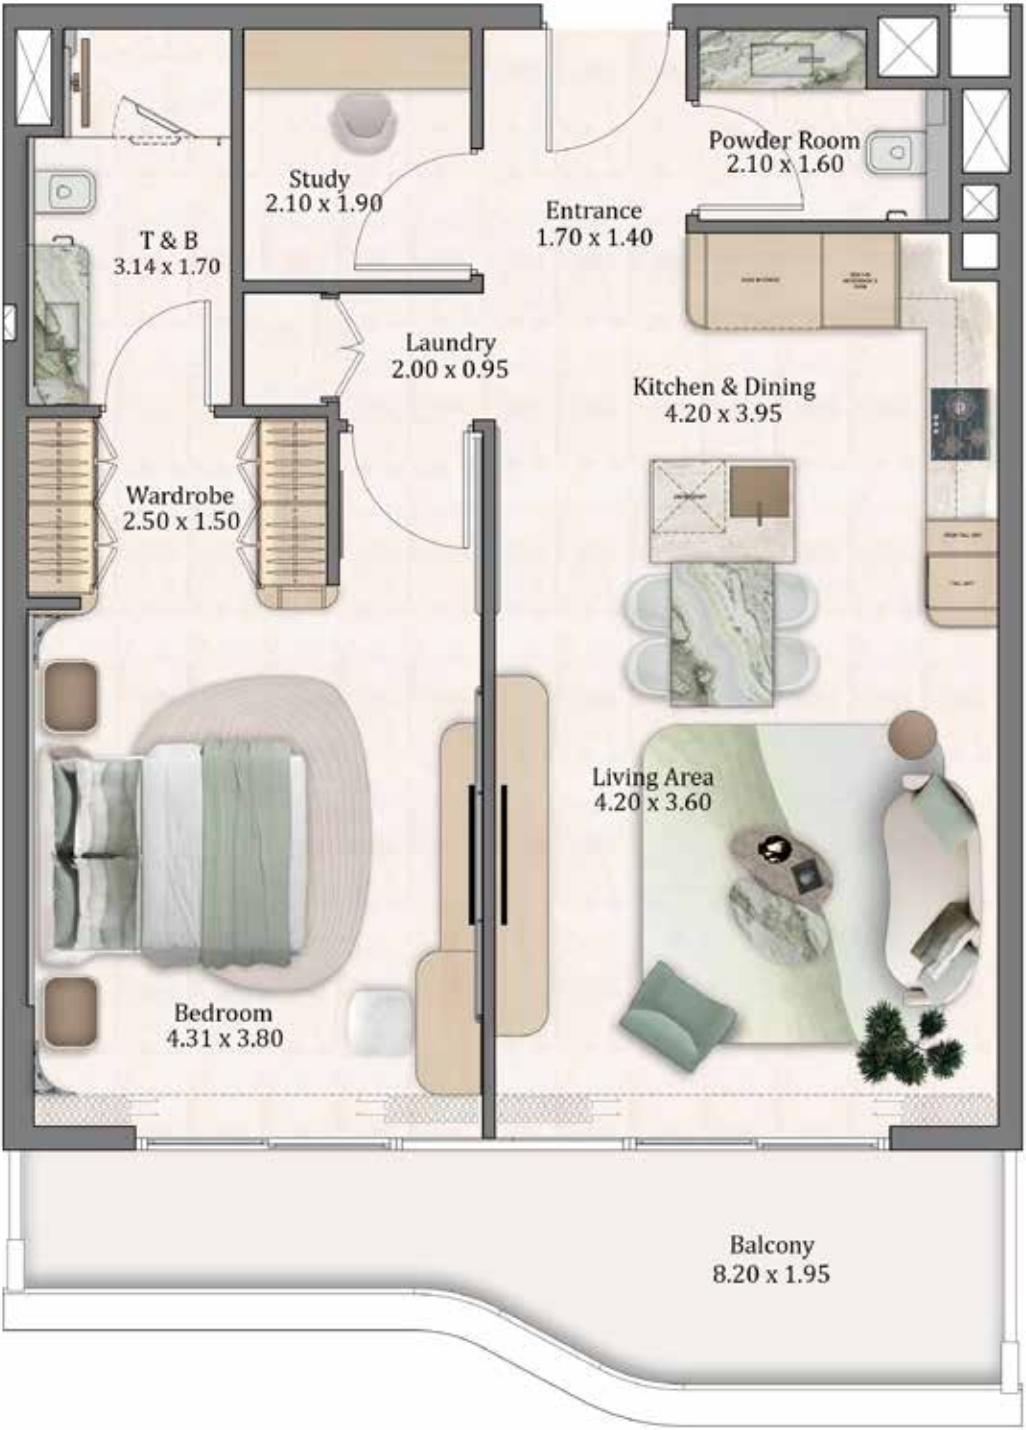 Powder Room
2.10 x 1.60
Study
2.10 x 1.90
Entrance
1.70 x 1.40
T & B
3.14 x 1.70
Laundry
2.00 x 0.95
Kitchen & Dining
4.20 x 3.95
Wardrobe
2.50 x 1.50
Living Area
4.20 x 3.60
Bedroom
4.31 x 3.80
Balcony
8.20 x 1.95